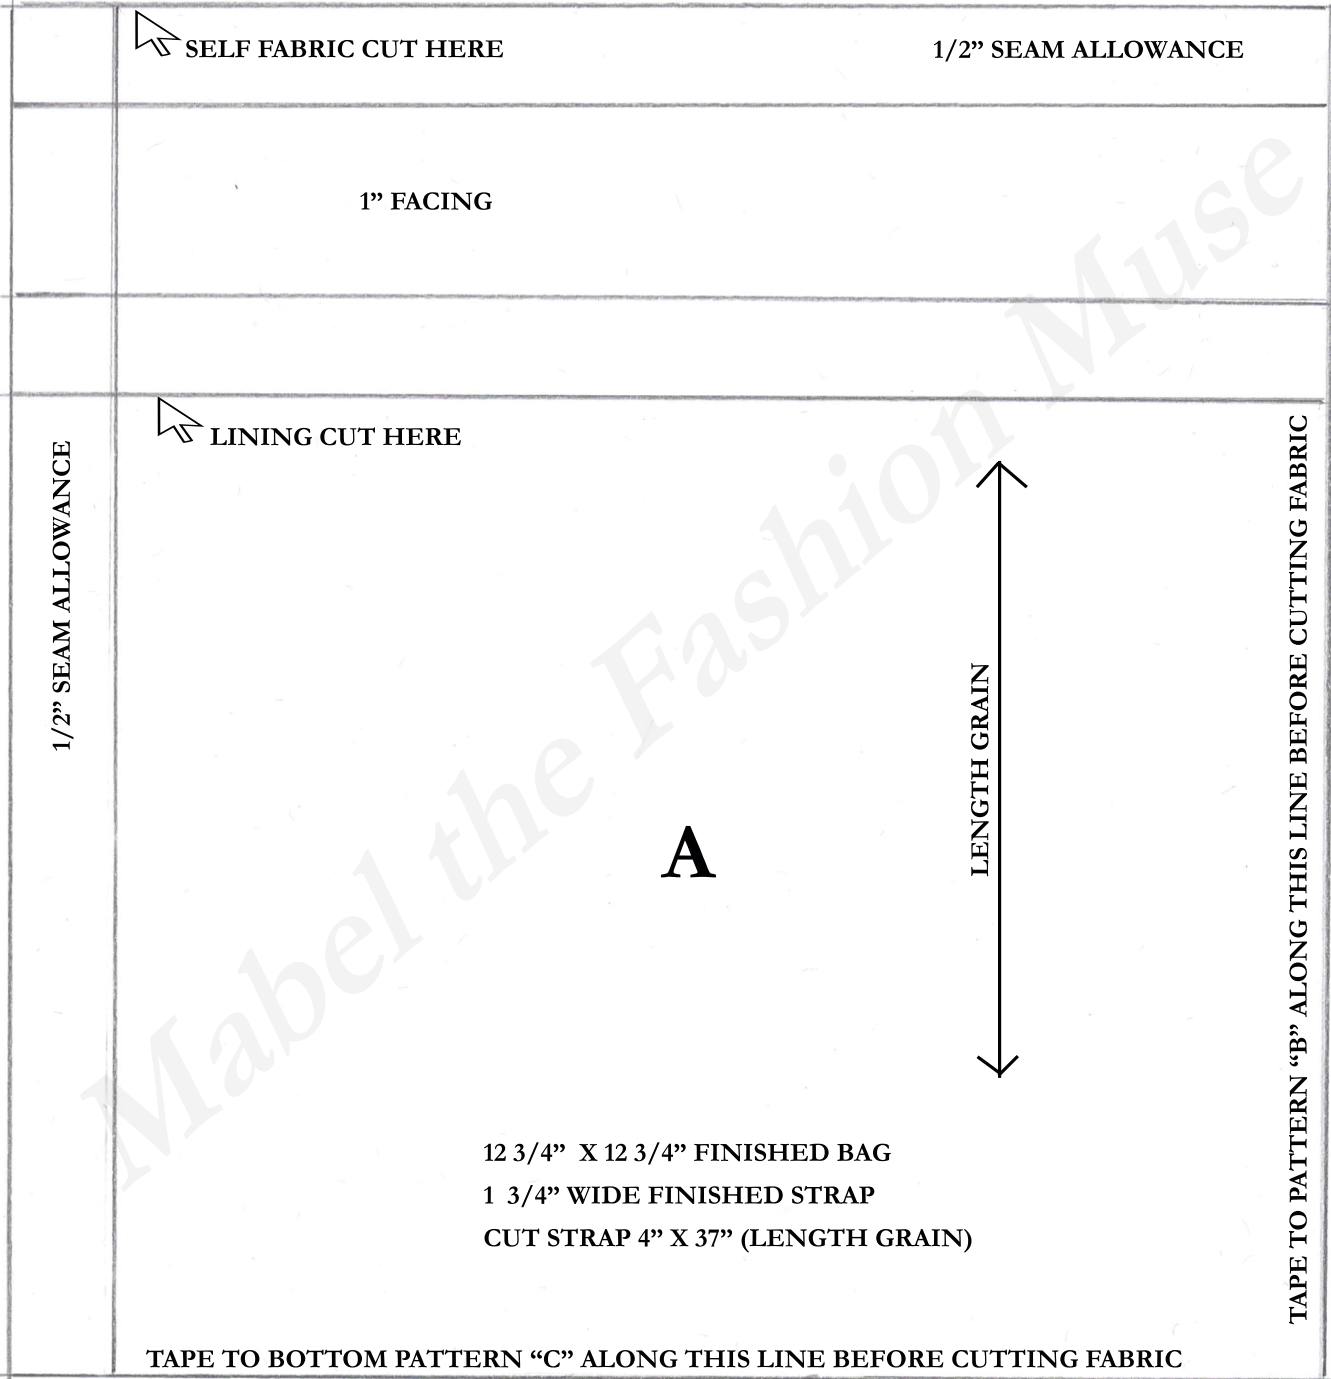 SELF FABRIC CUT HERE
1/2” SEAM ALLOWANCE
1” FACING
LINING CUT HERE
1/2” SEAM ALLOWANCE
LENGTH GRAIN
TAPE TO PATTERN “B” ALONG THIS LINE BEFORE CUTTING FABRIC
Mabel the Fashion Muse
A
12 3/4”  X 12 3/4” FINISHED BAG
1  3/4” WIDE FINISHED STRAP
CUT STRAP 4” X 37” (LENGTH GRAIN)
TAPE TO BOTTOM PATTERN “C” ALONG THIS LINE BEFORE CUTTING FABRIC